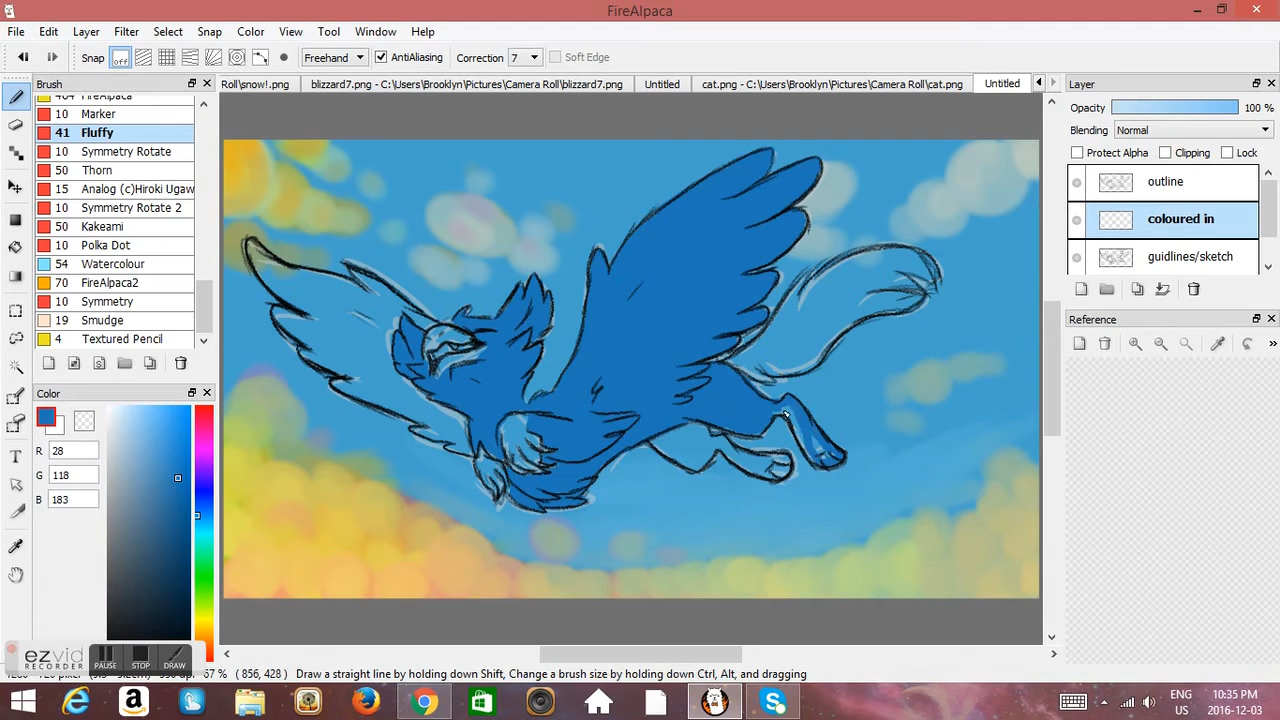 FireAlpaca
File Edit Layer Filter Select Snap Color View Tool Window Help
Snap off Freehand AntiAliasing Correction 7 Soft Edge
Brush Roll\snow!.png blizzard7.png - C:\Users\Brooklyn\Pictures\Camera Roll\blizzard7.png Untitled cat.png - C:\Users\Brooklyn\Pictures\Camera Roll\cat.png Untitled Layer
Opacity 100 %
10 Marker
41 Fluffy
Blending Normal
10 Symmetry Rotate
Protect Alpha Clipping Lock
50 Thorn
outline
15 Analog (c)Hiroki Ugaw
10 Symmetry Rotate 2
coloured in
50 Kakeami
10 Polka Dot
guidlines/sketch
54 Watercolour
70 FireAlpaca2
10 Symmetry
19 Smudge
Reference
4 Textured Pencil
Color
R 28
G 118
B 183
ezvid
RECORDER
PAUSE STOP DRAW
67 % ( 856, 428 ) Draw a straight line by holding down Shift, Change a brush size by holding down Ctrl, Alt, and dragging
ENG
US
10:35 PM
2016-12-03